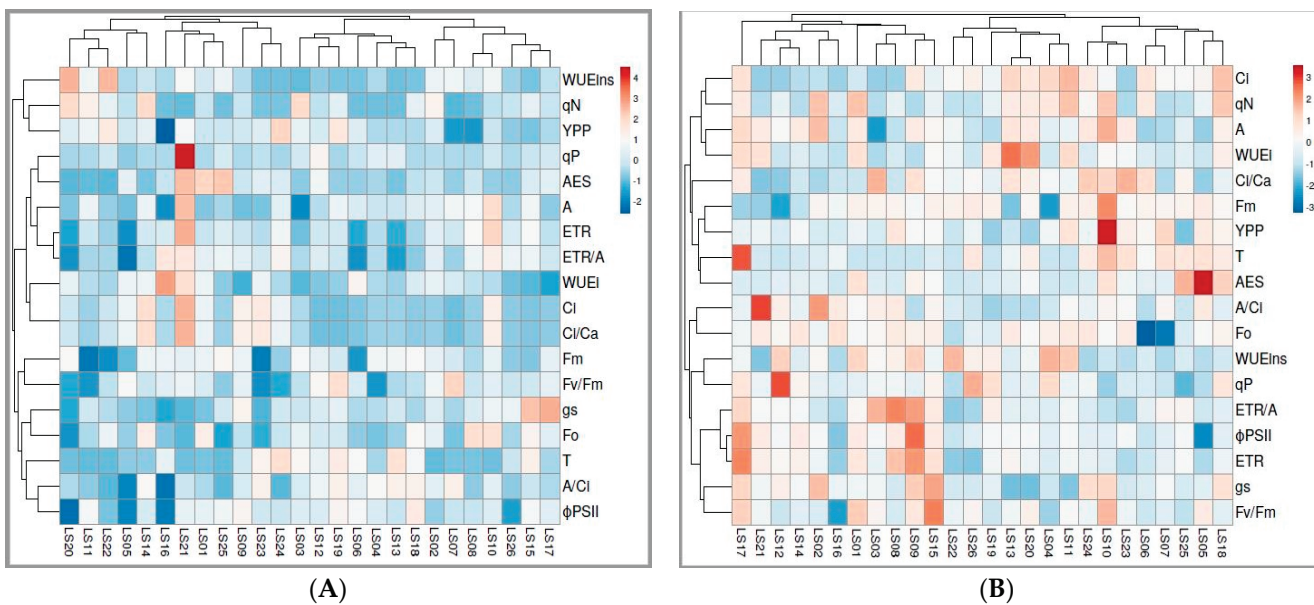 WUEins
qN
YPP
qP
AES
A
ETR
ETR/A
WUEi
Ci
Ci/Ca
Fm
Fv/Fm
gs
Fo
T
A/Ci
ϕPSII
4
3
2
1
0
-1
-2
LS20 LS11 LS22 LS05 LS14 LS16 LS21 LS01 LS25 LS09 LS23 LS24 LS03 LS12 LS19 LS06 LS04 LS13 LS18 LS02 LS07 LS08 LS10 LS26 LS15 LS17
(A)
Ci
qN
A
WUEi
Ci/Ca
Fm
YPP
T
AES
A/Ci
Fo
WUEins
qP
ETR/A
ϕPSII
ETR
gs
Fv/Fm
3
2
1
0
-1
-2
-3
LS17 LS21 LS12 LS14 LS02 LS16 LS01 LS03 LS08 LS09 LS15 LS22 LS26 LS19 LS13 LS20 LS04 LS11 LS24 LS10 LS23 LS06 LS07 LS25 LS05 LS18
(B)